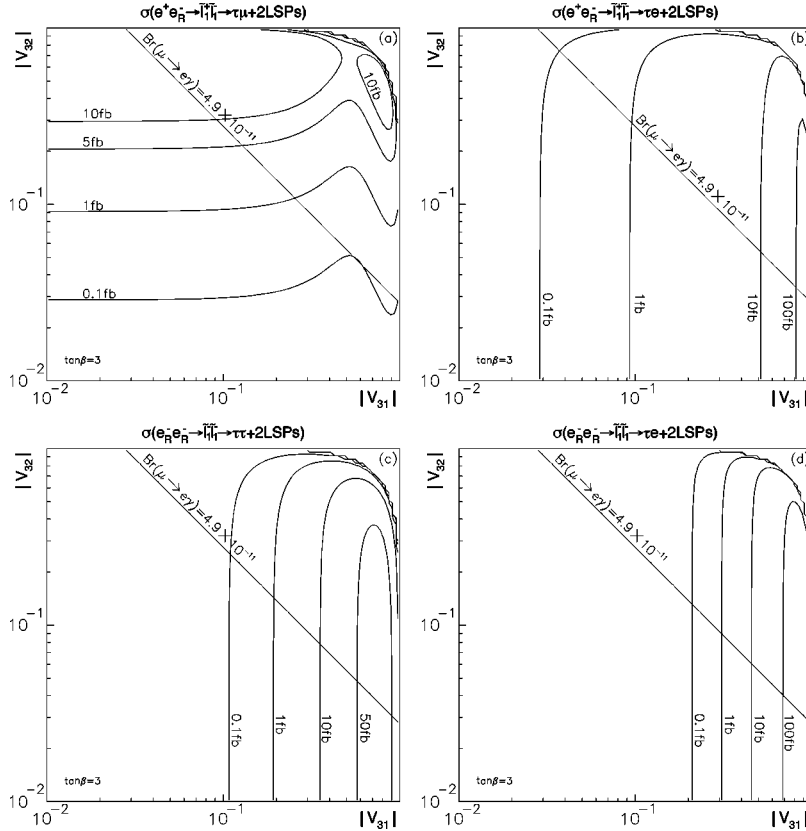 σ(e⁺e⁻_R→l̃⁺₁l̃⁻₁→τμ+2LSPs)
|V₃₂|
(a)
Br(μ→eγ)=4.9×10⁻¹¹
10fb
10fb
5fb
1fb
0.1fb
tanβ=3
10⁻¹
10⁻²
10⁻²
10⁻¹
|V₃₁|
σ(e⁺e⁻_R→l̃⁺₁l̃⁻₁→τe+2LSPs)
|V₃₂|
(b)
Br(μ→eγ)=4.9×10⁻¹¹
0.1fb
1fb
10fb
100fb
tanβ=3
10⁻¹
10⁻²
10⁻²
10⁻¹
|V₃₁|
σ(e⁻_Re⁻_R→l̃⁻₁l̃⁻₁→ττ+2LSPs)
|V₃₂|
(c)
Br(μ→eγ)=4.9×10⁻¹¹
0.1fb
1fb
10fb
50fb
tanβ=3
10⁻¹
10⁻²
10⁻²
10⁻¹
|V₃₁|
σ(e⁻_Re⁻_R→l̃⁻₁l̃⁻₁→τe+2LSPs)
|V₃₂|
(d)
Br(μ→eγ)=4.9×10⁻¹¹
0.1fb
1fb
10fb
100fb
tanβ=3
10⁻¹
10⁻²
10⁻²
10⁻¹
|V₃₁|